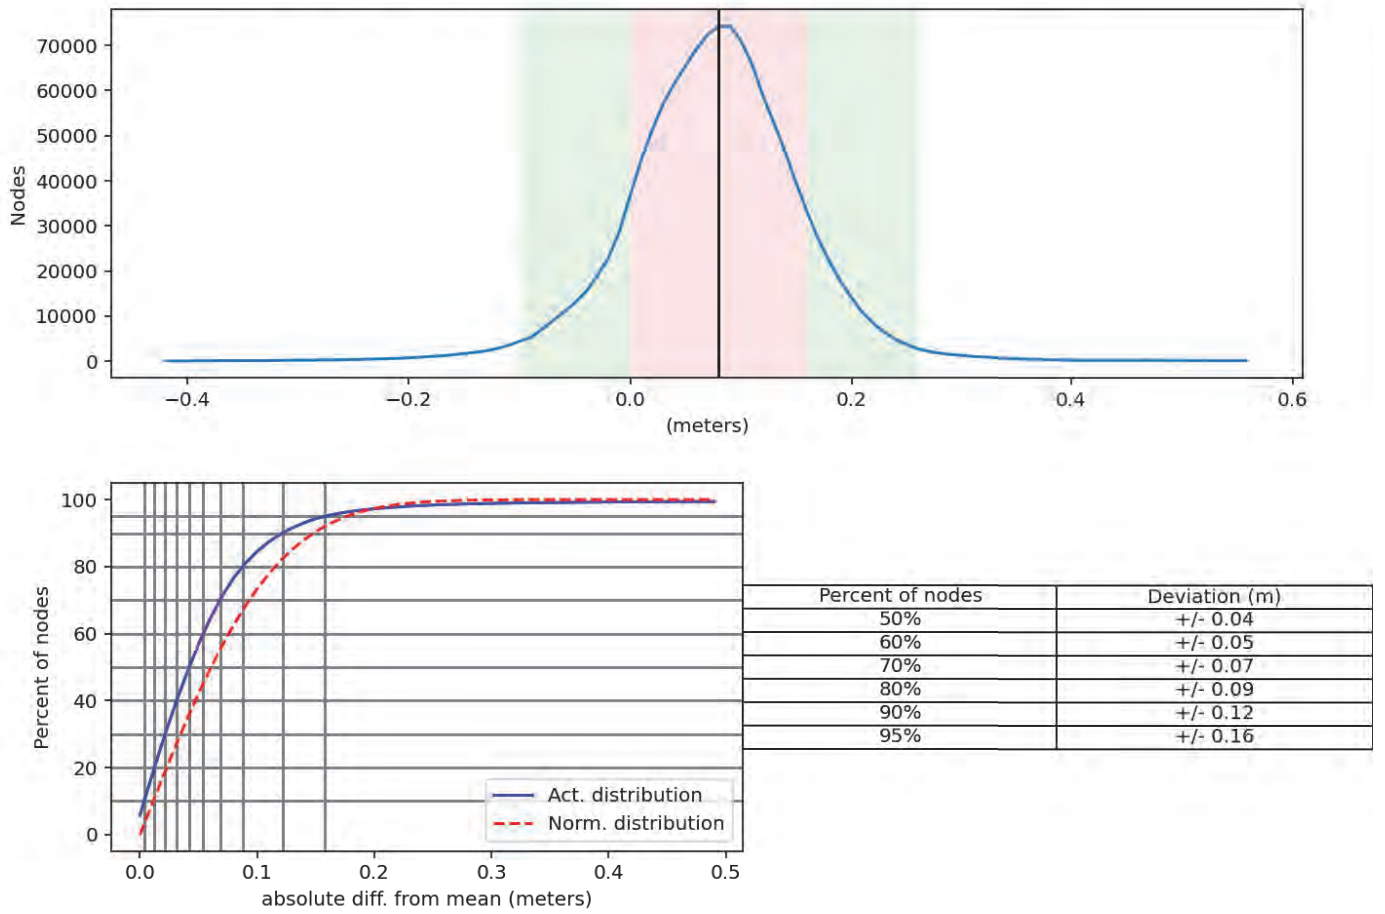 70000
60000
50000
40000
30000
20000
10000
0
Nodes
−0.4 −0.2 0.0 0.2 0.4 0.6
(meters)
100
80
60
40
20
0
Percent of nodes
Act. distribution
Norm. distribution
0.0 0.1 0.2 0.3 0.4 0.5
absolute diff. from mean (meters)
Percent of nodes Deviation (m)
50% +/- 0.04
60% +/- 0.05
70% +/- 0.07
80% +/- 0.09
90% +/- 0.12
95% +/- 0.16